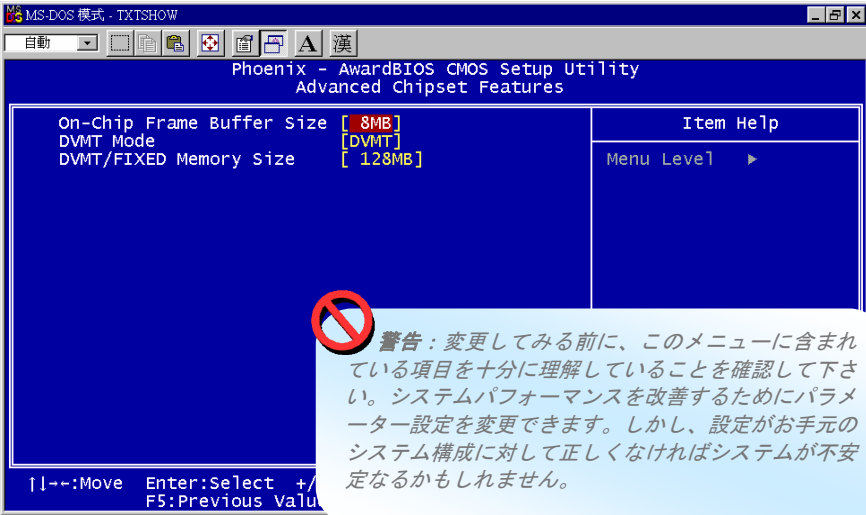 MS-DOS 模式 - TXTSHOW
自動
A 漢
Phoenix - AwardBIOS CMOS Setup Utility
Advanced Chipset Features
On-Chip Frame Buffer Size [ 8MB]
DVMT Mode [DVMT]
DVMT/FIXED Memory Size [ 128MB]
Item Help
Menu Level ▶
警告：変更してみる前に、このメニューに含まれ
ている項目を十分に理解していることを確認して下さ
い。システムパフォーマンスを改善するためにパラメ
ーター設定を変更できます。しかし、設定がお手元の
システム構成に対して正しくなければシステムが不安
定なるかもしれません。
↑↓→←:Move Enter:Select +/
F5:Previous Valu